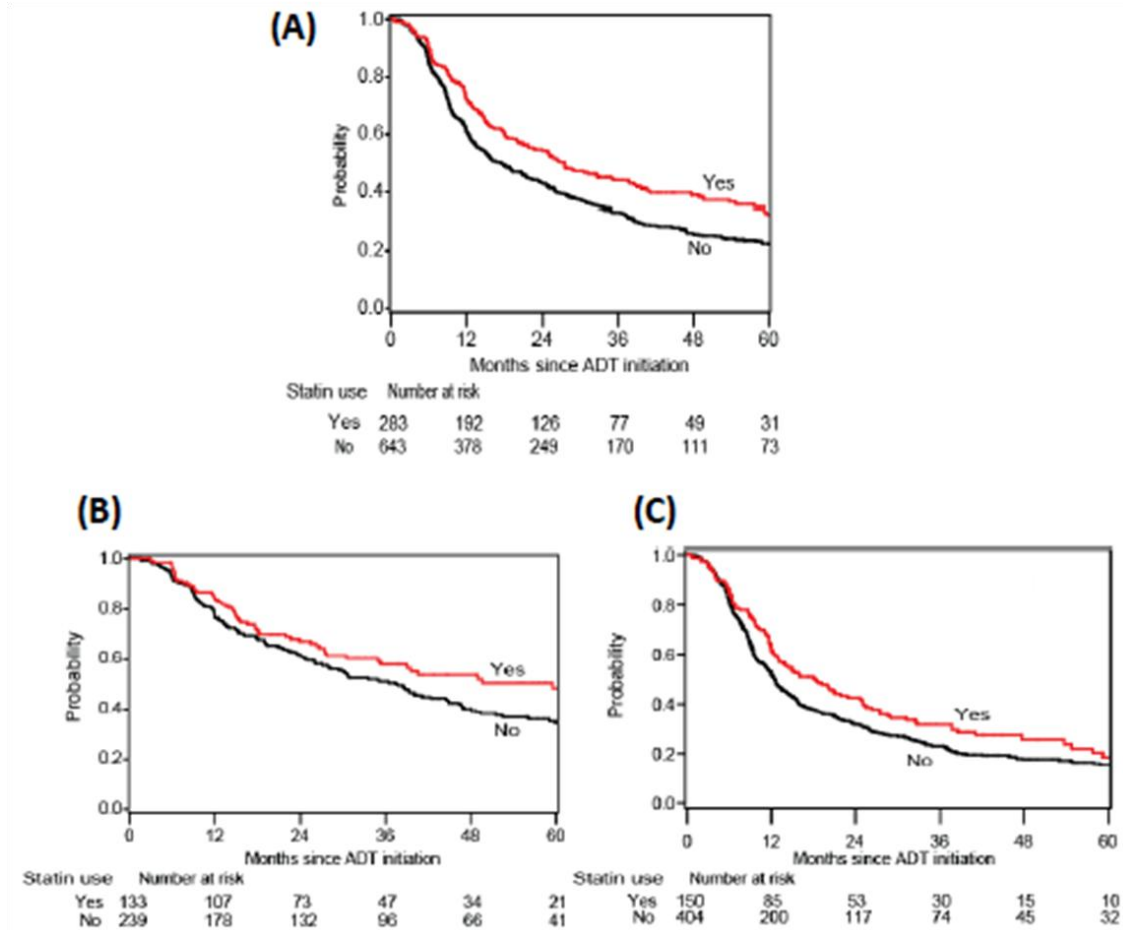 (A)
1.0
0.8
0.6
0.4
0.2
0.0
Probability
Yes
No
0 12 24 36 48 60
Months since ADT initiation
Statin use Number at risk
Yes 283 192 126 77 49 31
No 643 378 249 170 111 73
(B)
1.0
0.8
0.6
0.4
0.2
0.0
Probability
Yes
No
0 12 24 36 48 60
Months since ADT initiation
Statin use Number at risk
Yes 133 107 73 47 34 21
No 239 178 132 96 66 41
(C)
1.0
0.8
0.6
0.4
0.2
0.0
Probability
Yes
No
0 12 24 36 48 60
Months since ADT initiation
Statin use Number at risk
Yes 150 85 53 30 15 10
No 404 200 117 74 45 32